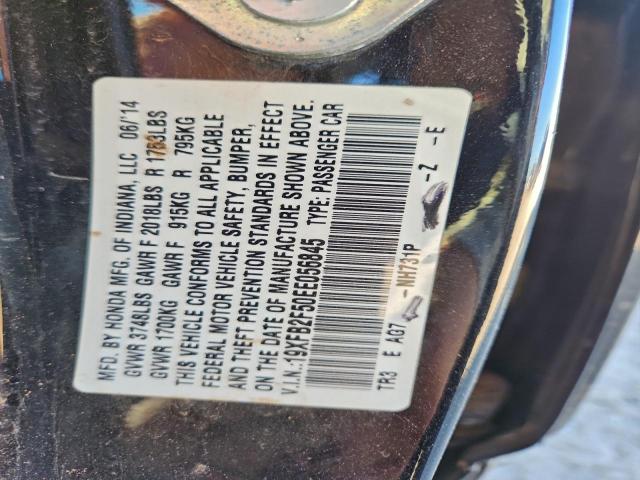 MFD. BY HONDA MFG. OF INDIANA, LLC 06/14
GVWR 3748LBS GAWR F 2018LBS R 1753LBS
GVWR 1700KG GAWR F 915KG R 795KG
THIS VEHICLE CONFORMS TO ALL APPLICABLE
FEDERAL MOTOR VEHICLE SAFETY, BUMPER,
AND THEFT PREVENTION STANDARDS IN EFFECT
ON THE DATE OF MANUFACTURE SHOWN ABOVE.
V.I.N.:19XFB2F50EE056845 TYPE: PASSENGER CAR
TR3 E AG7 NH731P - Z - E